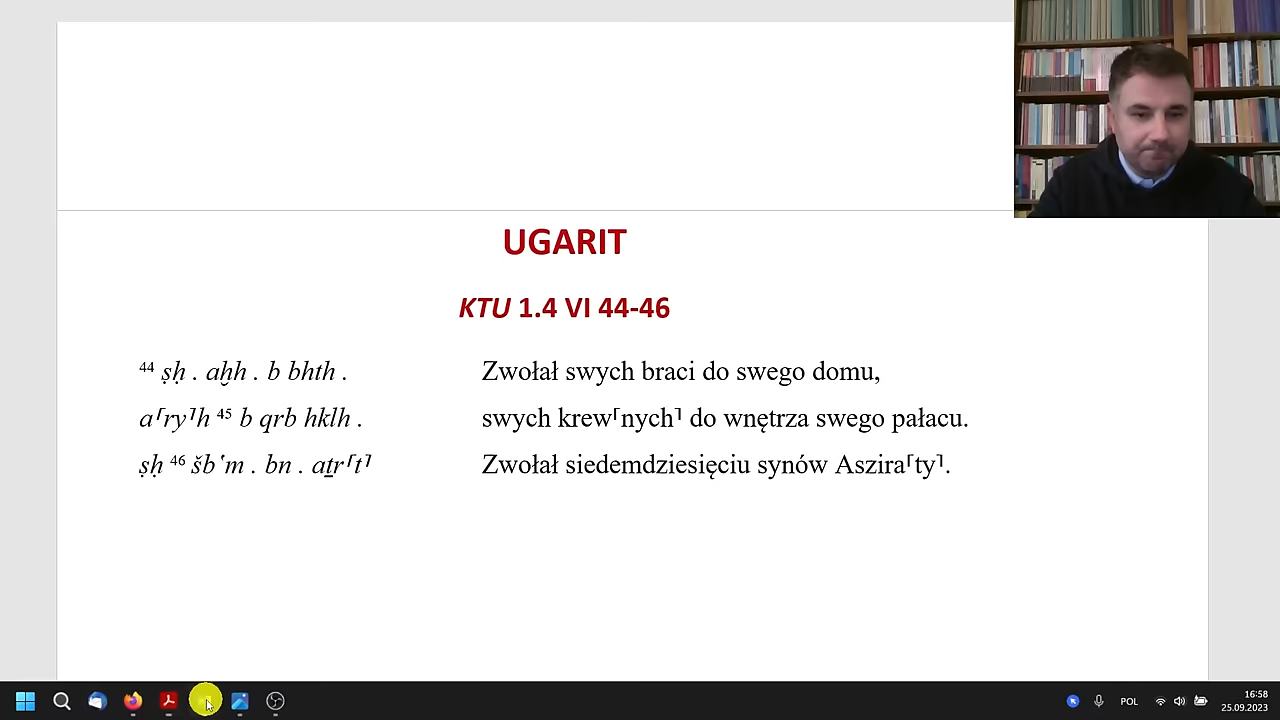 UGARIT
KTU 1.4 VI 44-46
⁴⁴ ṣḥ . aḫh . b bhth .
Zwołał swych braci do swego domu,
a⸢ry⸣h ⁴⁵ b qrb hklh .
swych krew⸢nych⸣ do wnętrza swego pałacu.
ṣḥ ⁴⁶ šbʿm . bn . aṯr⸢t⸣
Zwołał siedemdziesięciu synów Aszira⸢ty⸣.
POL
16:58
25.09.2023